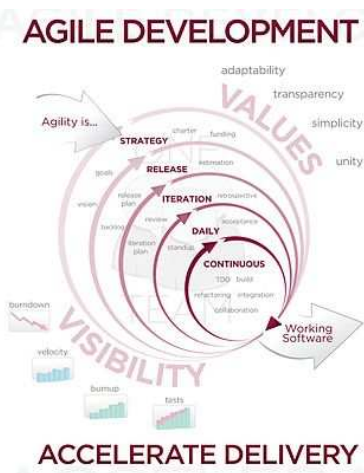 AGILE DEVELOPMENT
adaptability
transparency
simplicity
unity
VALUES
Agility is...
STRATEGY
charter
funding
goals
RELEASE
estimation
vision
release
plan
ITERATION
retrospective
backlog
review
acceptance
DAILY
iteration
plan
standup
CONTINUOUS
TDD
build
refactoring
integration
collaboration
ONE
TEAM
Working
Software
VISIBILITY
burndown
velocity
burnup
tests
ACCELERATE DELIVERY